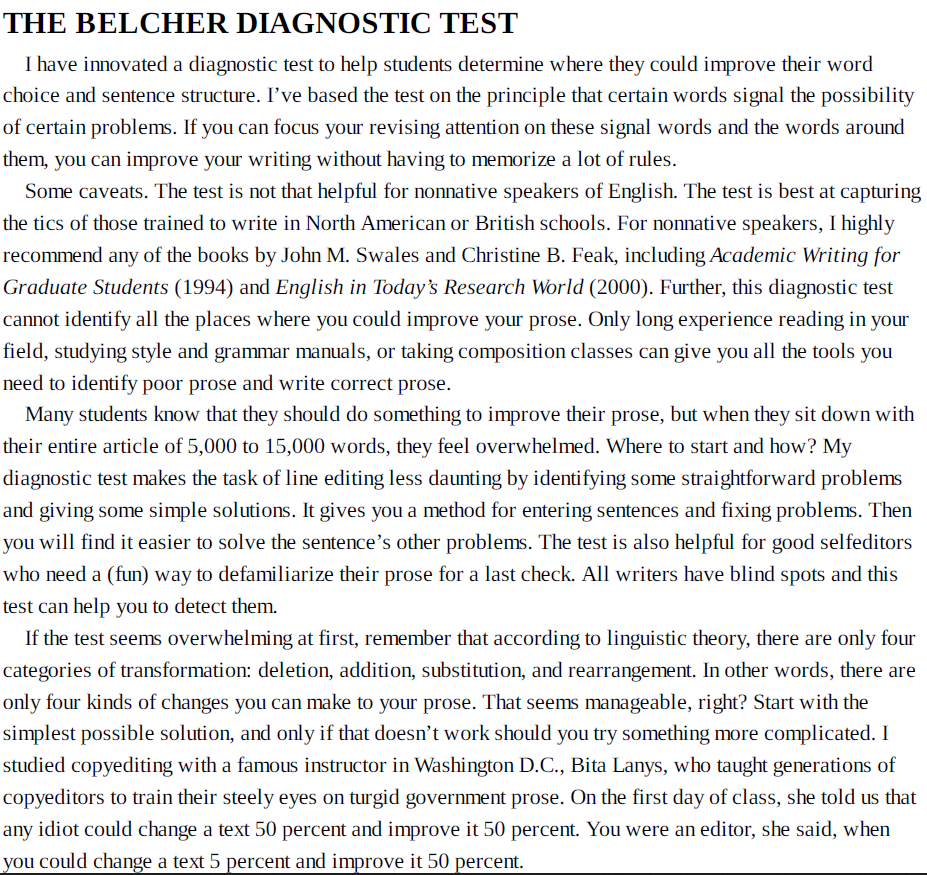 THE BELCHER DIAGNOSTIC TEST
I have innovated a diagnostic test to help students determine where they could improve their word
choice and sentence structure. I’ve based the test on the principle that certain words signal the possibility
of certain problems. If you can focus your revising attention on these signal words and the words around
them, you can improve your writing without having to memorize a lot of rules.
Some caveats. The test is not that helpful for nonnative speakers of English. The test is best at capturing
the tics of those trained to write in North American or British schools. For nonnative speakers, I highly
recommend any of the books by John M. Swales and Christine B. Feak, including Academic Writing for
Graduate Students (1994) and English in Today’s Research World (2000). Further, this diagnostic test
cannot identify all the places where you could improve your prose. Only long experience reading in your
field, studying style and grammar manuals, or taking composition classes can give you all the tools you
need to identify poor prose and write correct prose.
Many students know that they should do something to improve their prose, but when they sit down with
their entire article of 5,000 to 15,000 words, they feel overwhelmed. Where to start and how? My
diagnostic test makes the task of line editing less daunting by identifying some straightforward problems
and giving some simple solutions. It gives you a method for entering sentences and fixing problems. Then
you will find it easier to solve the sentence’s other problems. The test is also helpful for good selfeditors
who need a (fun) way to defamiliarize their prose for a last check. All writers have blind spots and this
test can help you to detect them.
If the test seems overwhelming at first, remember that according to linguistic theory, there are only four
categories of transformation: deletion, addition, substitution, and rearrangement. In other words, there are
only four kinds of changes you can make to your prose. That seems manageable, right? Start with the
simplest possible solution, and only if that doesn’t work should you try something more complicated. I
studied copyediting with a famous instructor in Washington D.C., Bita Lanys, who taught generations of
copyeditors to train their steely eyes on turgid government prose. On the first day of class, she told us that
any idiot could change a text 50 percent and improve it 50 percent. You were an editor, she said, when
you could change a text 5 percent and improve it 50 percent.